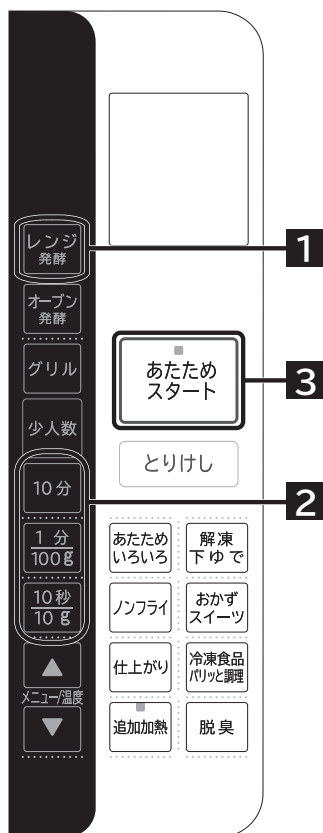 レンジ
発酵
1
オーブン
発酵
グリル
少人数
10分
1分
100g
10秒
10g
メニュー/温度
2
あたため
スタート
3
とりけし
あたため
いろいろ
解凍
下ゆで
ノンフライ
おかず
スイーツ
仕上がり
冷凍食品
パリッと調理
追加加熱
脱臭